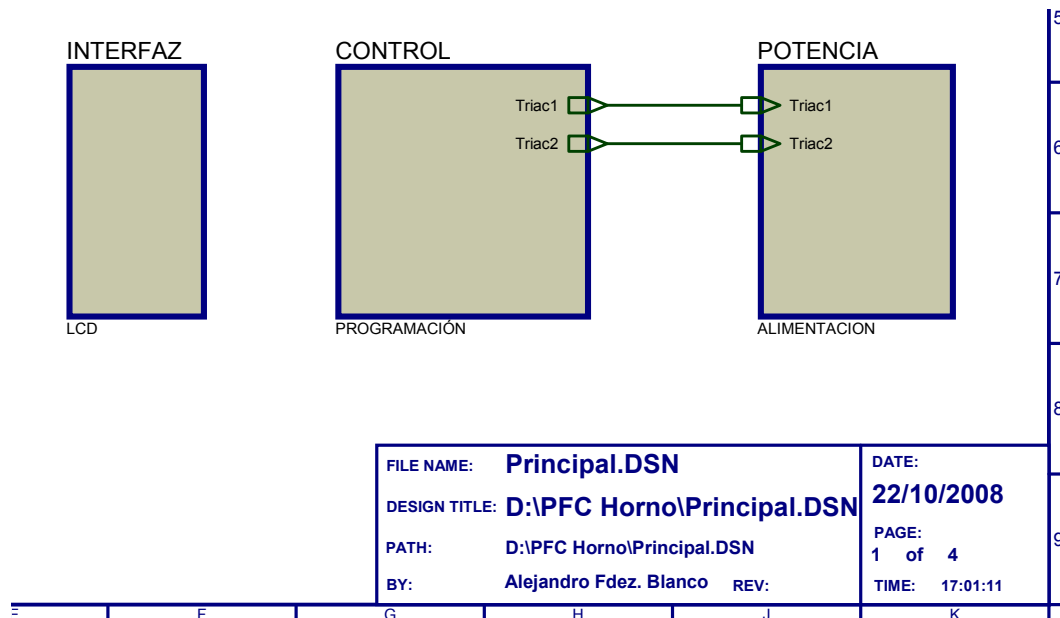 5
INTERFAZ CONTROL POTENCIA
Triac1 Triac1
Triac2 Triac2
6
7
LCD PROGRAMACIÓN ALIMENTACION
8
FILE NAME: Principal.DSN
DATE:
22/10/2008
DESIGN TITLE: D:\PFC Horno\Principal.DSN
PAGE:
9
PATH: D:\PFC Horno\Principal.DSN
1 of 4
BY: Alejandro Fdez. Blanco REV:
TIME: 17:01:11
F G H J K